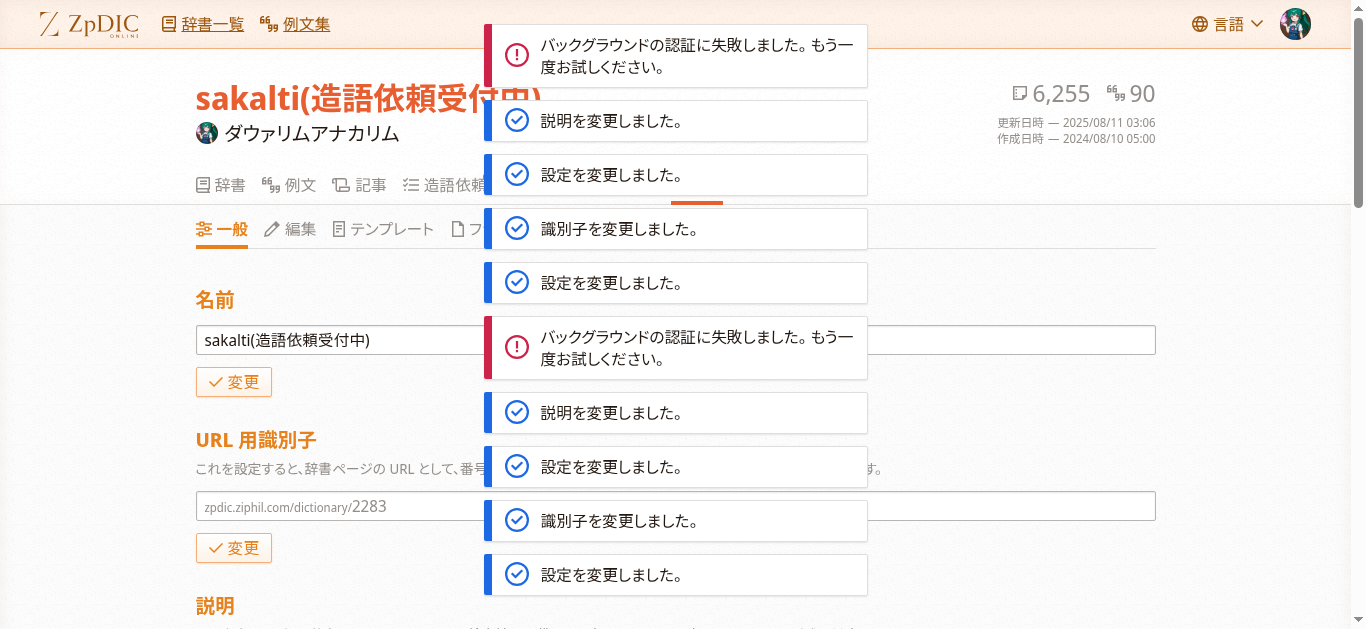 ZpDIC
ONLINE
辞書一覧
例文集
言語
バックグラウンドの認証に失敗しました。もう一
度お試しください。
説明を変更しました。
設定を変更しました。
識別子を変更しました。
設定を変更しました。
バックグラウンドの認証に失敗しました。もう一
度お試しください。
説明を変更しました。
設定を変更しました。
識別子を変更しました。
設定を変更しました。
sakalti(造語依頼受付中)
ダウァリムアナカリム
6,255
90
更新日時 — 2025/08/11 03:06
作成日時 — 2024/08/10 05:00
辞書
例文
記事
造語依頼
一般
編集
テンプレート
フ
名前
sakalti(造語依頼受付中)
変更
URL 用識別子
これを設定すると、辞書ページの URL として、番号
す。
zpdic.ziphil.com/dictionary/2283
変更
説明